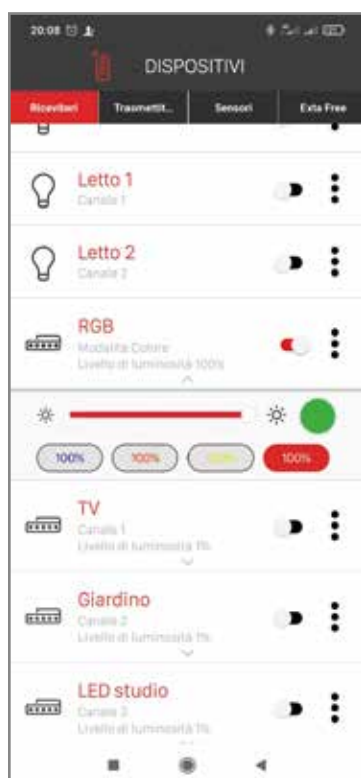 20:08
DISPOSITIVI
Ricevitori Trasmettit... Sensori Exta Free
Letto 1
Canale 1
Letto 2
Canale 2
RGB
Modalità Colore
Livello di luminosità 100%
100% 100% 100% 100%
TV
Canale 1
Livello di luminosità 1%
Giardino
Canale 2
Livello di luminosità 1%
LED studio
Canale 3
Livello di luminosità 1%